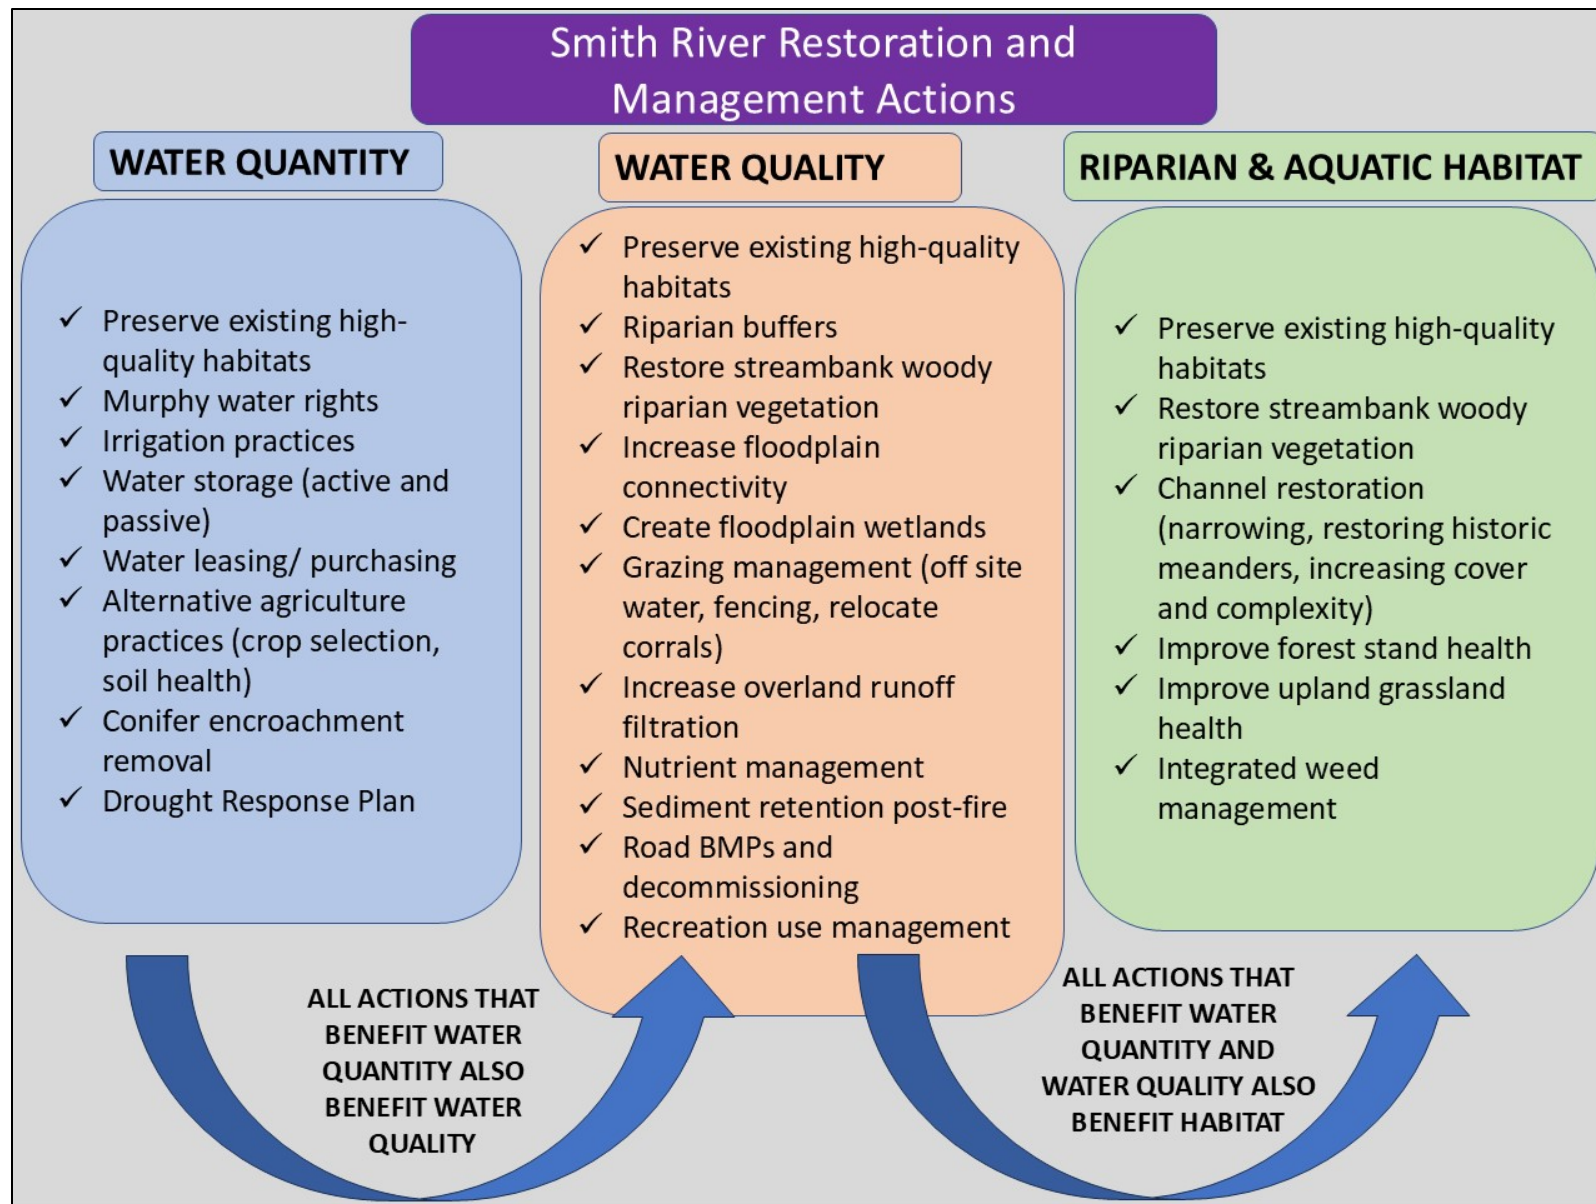 Smith River Restoration and
Management Actions
WATER QUANTITY
✓ Preserve existing high-
quality habitats
✓ Murphy water rights
✓ Irrigation practices
✓ Water storage (active and
passive)
✓ Water leasing/ purchasing
✓ Alternative agriculture
practices (crop selection,
soil health)
✓ Conifer encroachment
removal
✓ Drought Response Plan
WATER QUALITY
✓ Preserve existing high-quality
habitats
✓ Riparian buffers
✓ Restore streambank woody
riparian vegetation
✓ Increase floodplain
connectivity
✓ Create floodplain wetlands
✓ Grazing management (off site
water, fencing, relocate
corrals)
✓ Increase overland runoff
filtration
✓ Nutrient management
✓ Sediment retention post-fire
✓ Road BMPs and
decommissioning
✓ Recreation use management
RIPARIAN & AQUATIC HABITAT
✓ Preserve existing high-quality
habitats
✓ Restore streambank woody
riparian vegetation
✓ Channel restoration
(narrowing, restoring historic
meanders, increasing cover
and complexity)
✓ Improve forest stand health
✓ Improve upland grassland
health
✓ Integrated weed
management
ALL ACTIONS THAT
BENEFIT WATER
QUANTITY ALSO
BENEFIT WATER
QUALITY
ALL ACTIONS THAT
BENEFIT WATER
QUANTITY AND
WATER QUALITY ALSO
BENEFIT HABITAT